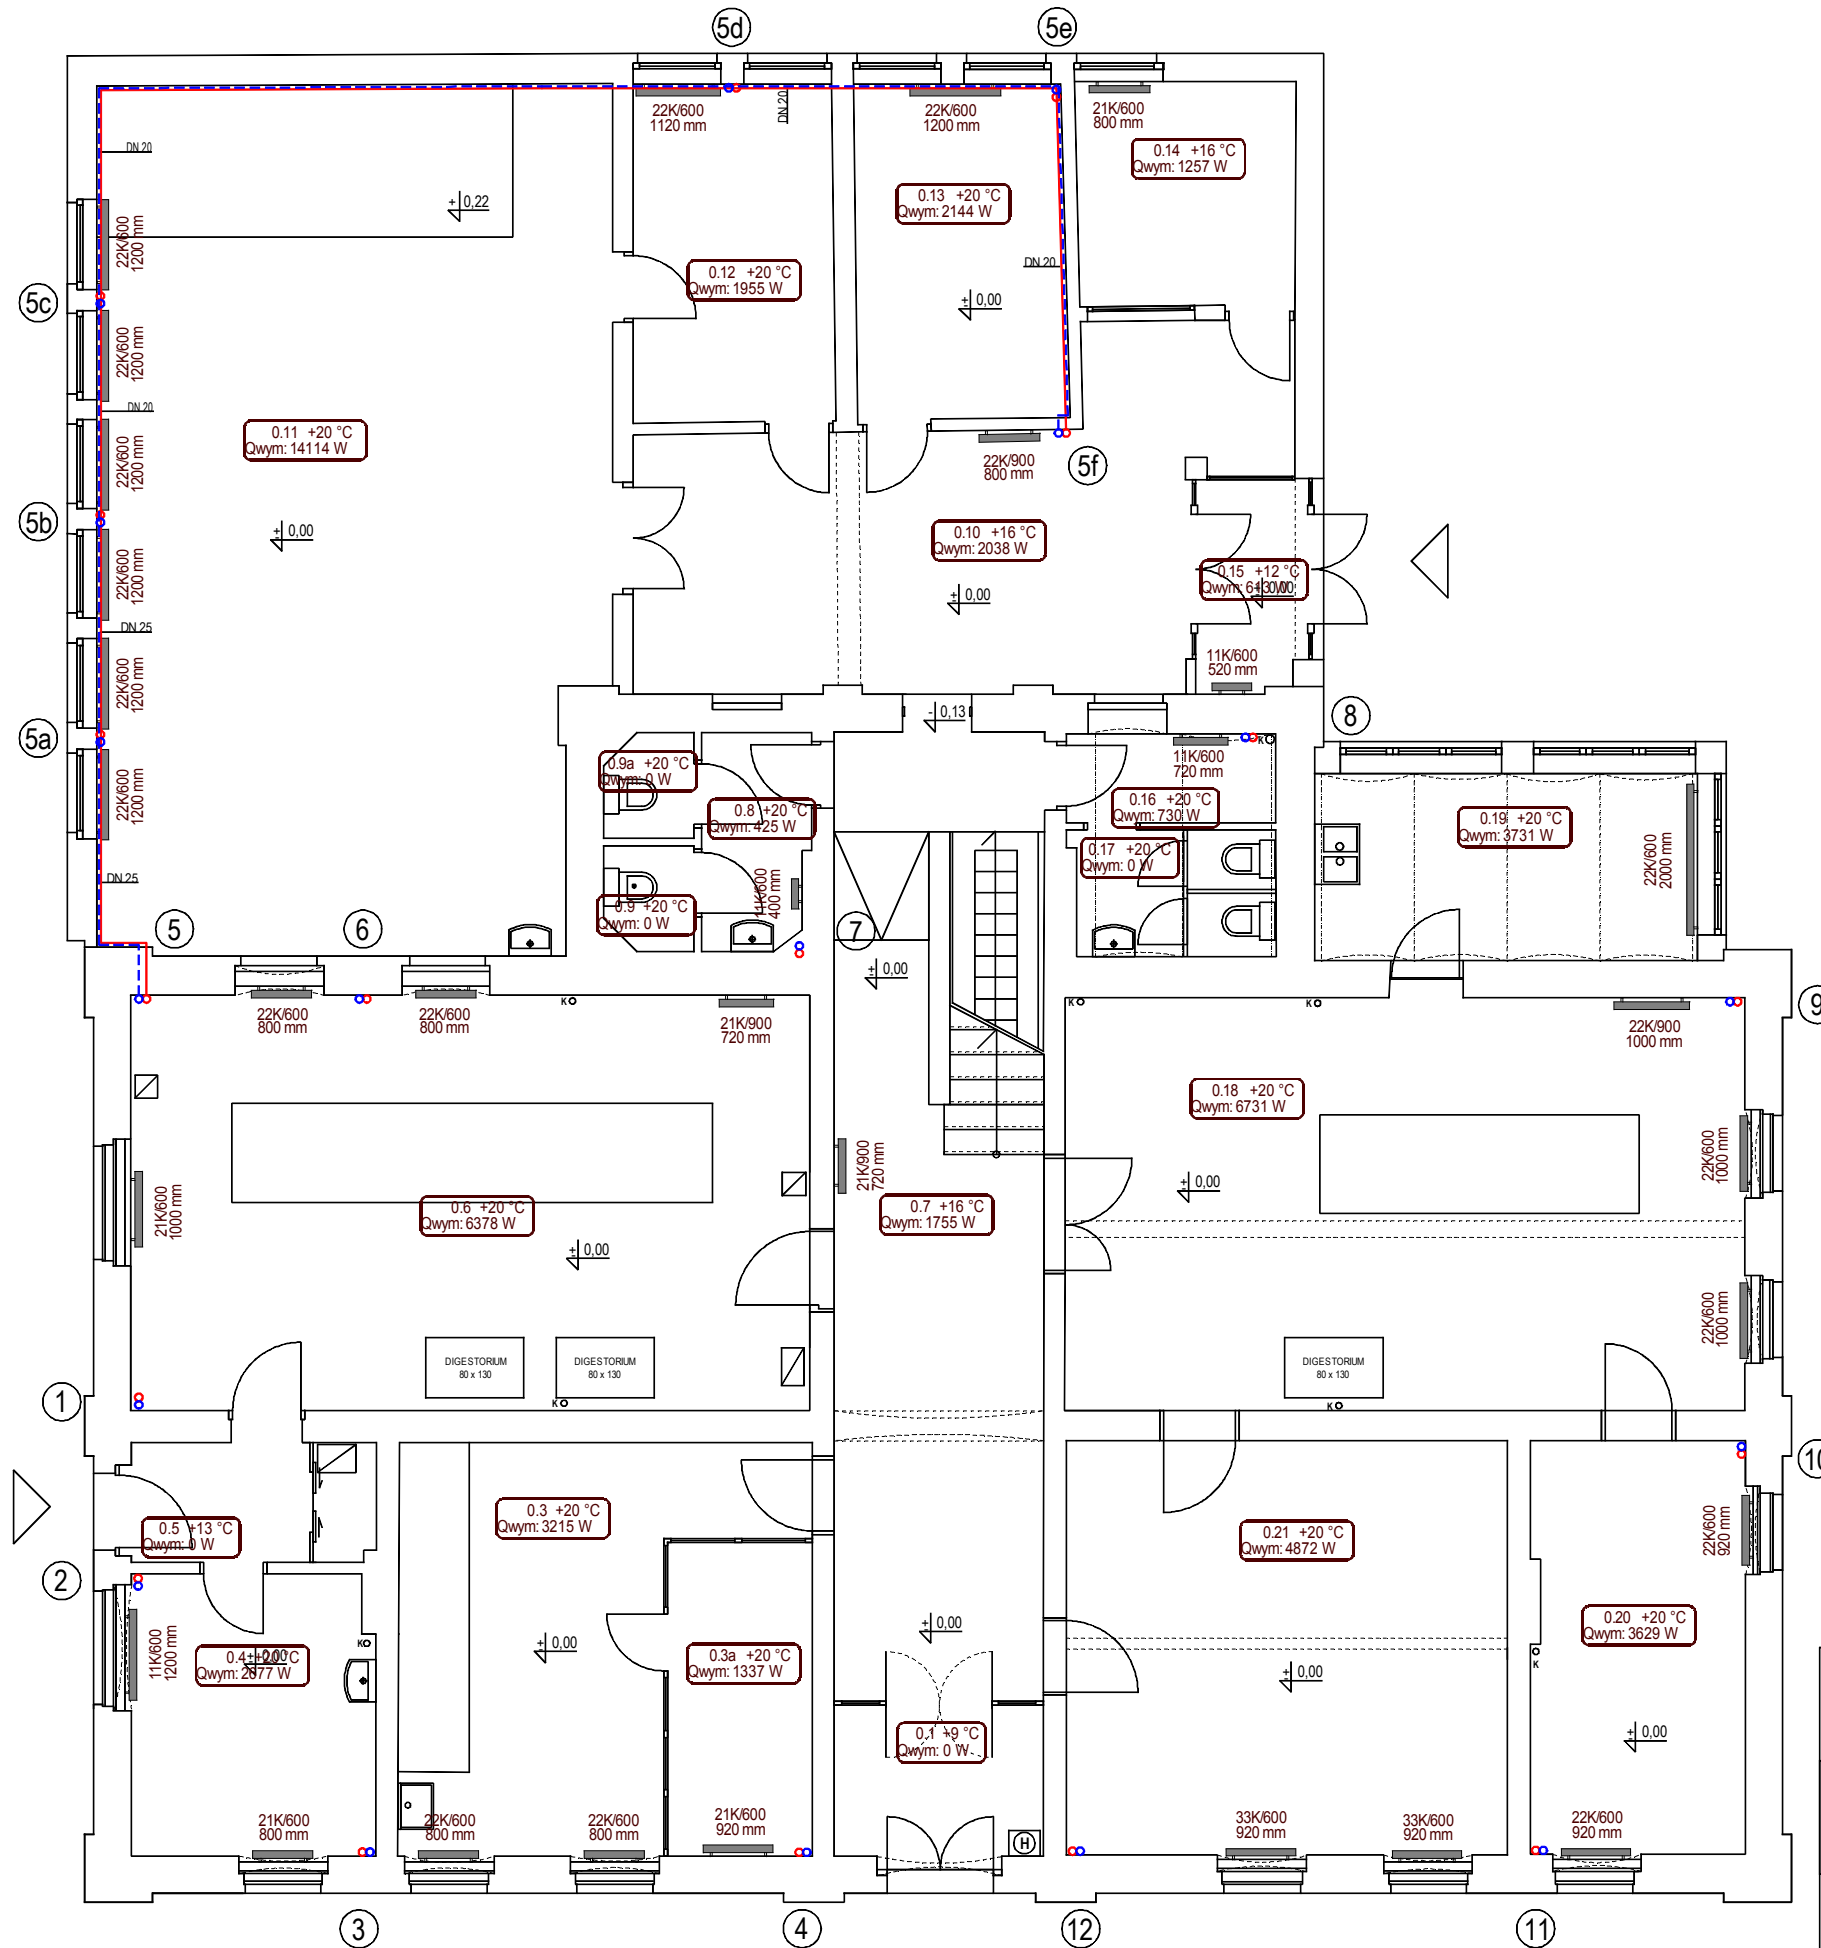 5d
5e
22K/600
1120 mm
DN 20
22K/600
1200 mm
21K/600
800 mm
DN 20
0.14 +16 °C
Qwym: 1257 W
+ 0,22
0.13 +20 °C
Qwym: 2144 W
22K/600
1200 mm
DN 20
0.12 +20 °C
Qwym: 1955 W
5c
± 0,00
22K/600
1200 mm
DN 20
0.11 +20 °C
Qwym: 14114 W
22K/600
1200 mm
22K/900
800 mm
5f
5b
± 0,00
0.10 +16 °C
Qwym: 2038 W
22K/600
1200 mm
0.15 +12 °C
± 0,00
DN 25
22K/600
1200 mm
11K/600
520 mm
5a
- 0,13
8
22K/600
1200 mm
0.9a +20 °C
Qwym: 0 W
K
11K/600
720 mm
0.8 +20 °C
Qwym: 425 W
0.16 +20 °C
Qwym: 730 W
0.19 +20 °C
Qwym: 3731 W
0.17 +20 °C
Qwym: 0 W
22K/600
2000 mm
DN 25
11K/600
400 mm
0.9 +20 °C
Qwym: 0 W
5
6
7
± 0,00
22K/600
800 mm
22K/600
800 mm
K
21K/900
720 mm
K
K
22K/900
1000 mm
9
0.18 +20 °C
Qwym: 6731 W
22K/600
1000 mm
21K/900
720 mm
± 0,00
21K/600
1000 mm
0.6 +20 °C
Qwym: 6378 W
0.7 +16 °C
Qwym: 1755 W
± 0,00
22K/600
1000 mm
DIGESTORIUM
80 x 130
DIGESTORIUM
80 x 130
DIGESTORIUM
80 x 130
1
K
K
10
0.3 +20 °C
Qwym: 3215 W
0.5 +13 °C
Qwym: 0 W
0.21 +20 °C
Qwym: 4872 W
22K/600
920 mm
2
11K/600
1200 mm
K
± 0,00
± 0,00
0.20 +20 °C
Qwym: 3629 W
0.4 +20 °C
Qwym: 2077 W
± 0,00
0.3a +20 °C
Qwym: 1337 W
K
± 0,00
± 0,00
0.1 +9 °C
Qwym: 0 W
21K/600
800 mm
22K/600
800 mm
22K/600
800 mm
21K/600
920 mm
H
33K/600
920 mm
33K/600
920 mm
22K/600
920 mm
3
4
12
11